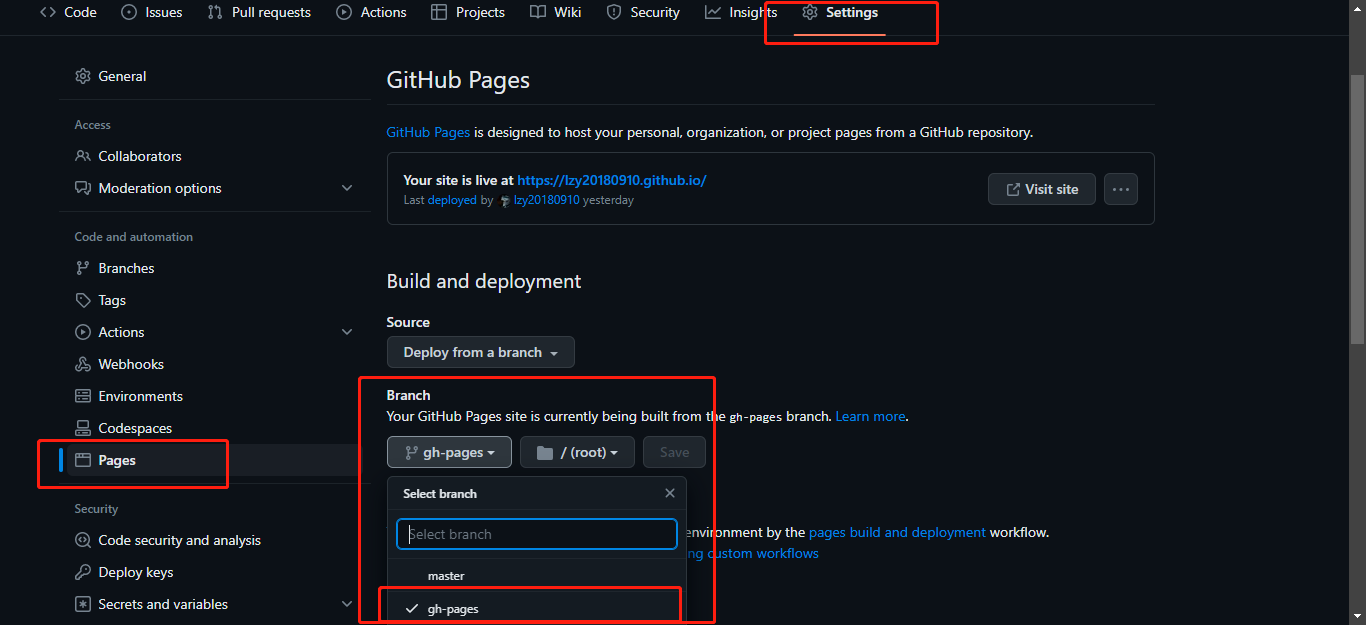 Code Issues Pull requests Actions Projects Wiki Security Insights Settings
General
Access
Collaborators
Moderation options
Code and automation
Branches
Tags
Actions
Webhooks
Environments
Codespaces
Pages
Security
Code security and analysis
Deploy keys
Secrets and variables
GitHub Pages
GitHub Pages is designed to host your personal, organization, or project pages from a GitHub repository.
Your site is live at https://lzy20180910.github.io/
Last deployed by lzy20180910 yesterday
Visit site
Build and deployment
Source
Deploy from a branch
Branch
Your GitHub Pages site is currently being built from the gh-pages branch. Learn more.
gh-pages / (root) Save
Select branch
Select branch
environment by the pages build and deployment workflow.
ng custom workflows
master
gh-pages